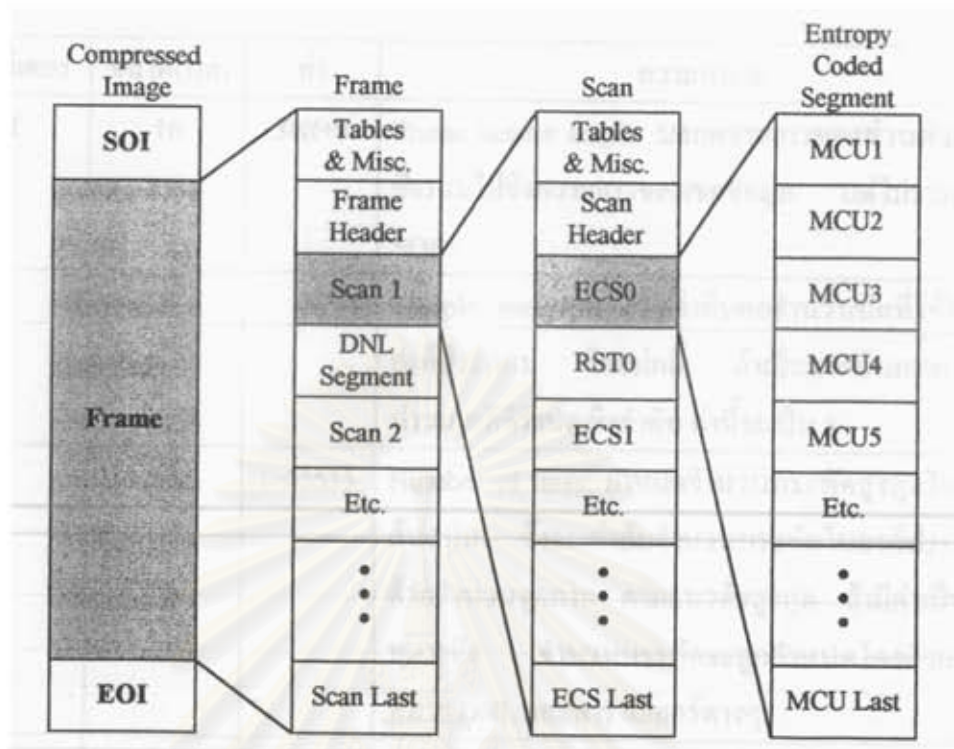 Compressed
Image
SOI
Frame
EOI
Frame
Tables
& Misc.
Frame
Header
Scan 1
DNL
Segment
Scan 2
Etc.
Scan Last
Scan
Tables
& Misc.
Scan
Header
ECS0
RST0
ECS1
Etc.
ECS Last
Entropy
Coded
Segment
MCU1
MCU2
MCU3
MCU4
MCU5
Etc.
MCU Last